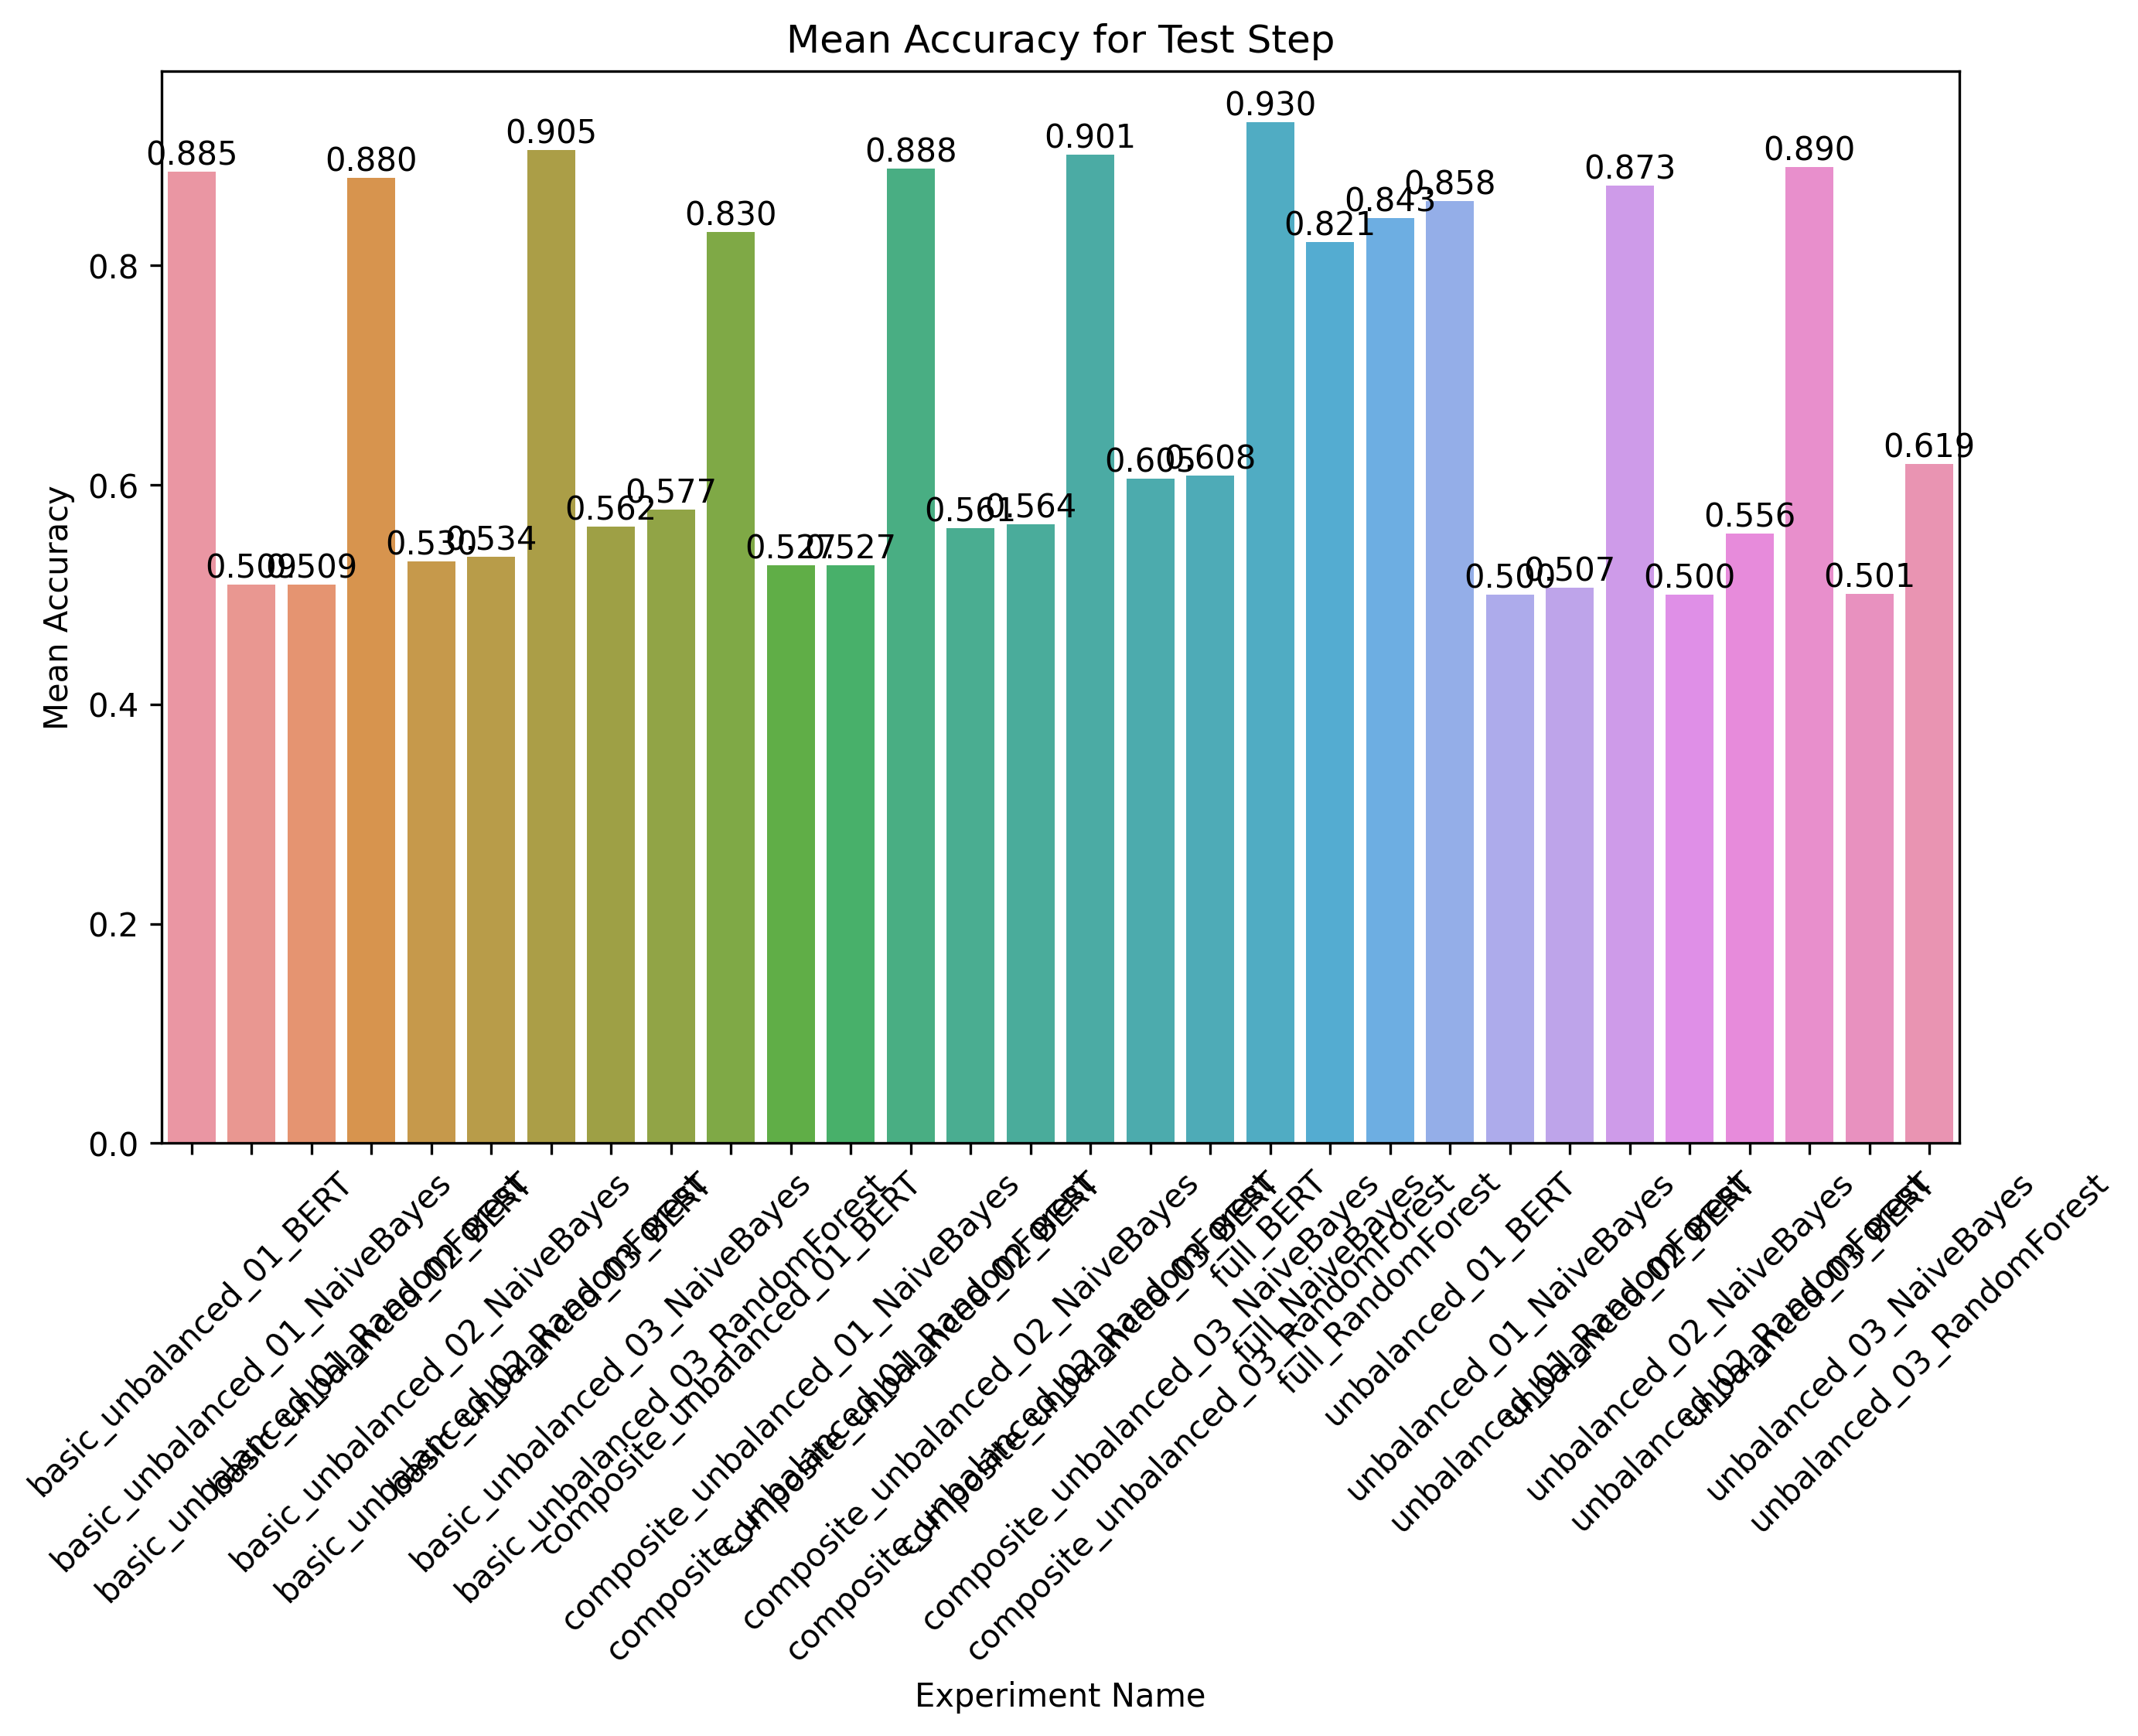 Mean Accuracy for Test Step
Mean Accuracy
0.8
0.6
0.4
0.2
0.0
0.885
0.509
0.509
0.880
0.530
0.534
0.905
0.562
0.577
0.830
0.527
0.527
0.888
0.561
0.564
0.901
0.605
0.608
0.930
0.821
0.843
0.858
0.500
0.507
0.873
0.500
0.556
0.890
0.501
0.619
basic_unbalanced_01_BERT
basic_unbalanced_01_NaiveBayes
basic_unbalanced_01_RandomForest
basic_unbalanced_02_BERT
basic_unbalanced_02_NaiveBayes
basic_unbalanced_02_RandomForest
basic_unbalanced_03_BERT
basic_unbalanced_03_NaiveBayes
basic_unbalanced_03_RandomForest
composite_unbalanced_01_BERT
composite_unbalanced_01_NaiveBayes
composite_unbalanced_01_RandomForest
composite_unbalanced_02_BERT
composite_unbalanced_02_NaiveBayes
composite_unbalanced_02_RandomForest
composite_unbalanced_03_BERT
composite_unbalanced_03_NaiveBayes
composite_unbalanced_03_RandomForest
full_BERT
full_NaiveBayes
full_RandomForest
unbalanced_01_BERT
unbalanced_01_NaiveBayes
unbalanced_01_RandomForest
unbalanced_02_BERT
unbalanced_02_NaiveBayes
unbalanced_02_RandomForest
unbalanced_03_BERT
unbalanced_03_NaiveBayes
unbalanced_03_RandomForest
Experiment Name